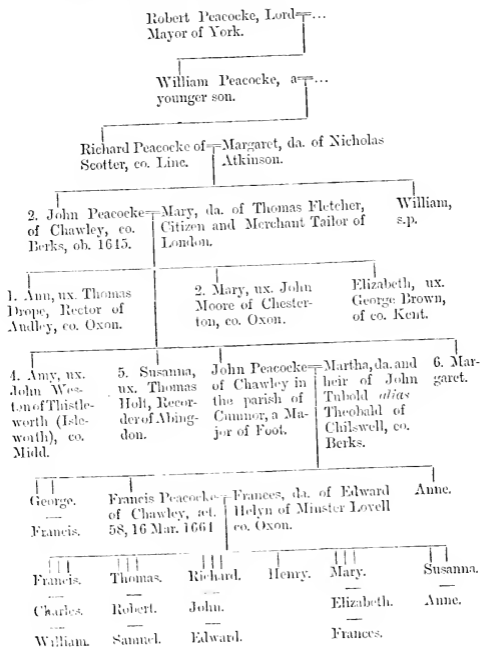 Robert Peacocke, Lord=...
Mayor of York.
William Peacocke, a=...
younger son.
Richard Peacocke of=Margaret, da. of Nicholas
Scotter, co. Linc. Atkinson.
2. John Peacocke=Mary, da. of Thomas Fletcher,
of Chawley, co. Citizen and Merchant Tailor of
Berks, ob. 1645. London.
William,
s.p.
1. Ann, ux. Thomas
Drope, Rector of
Audley, co. Oxon.
2. Mary, ux. John
Moore of Chester-
ton, co. Oxon.
Elizabeth, ux.
George Brown,
of co. Kent.
4. Amy, ux.
John Wes-
ton of Thistle-
worth (Isle-
worth), co.
Midd.
5. Susanna,
ux. Thomas
Holt, Recor-
der of Abing-
don.
John Peacocke=
of Chawley in
the parish of
Cumnor, a Ma-
jor of Foot.
Martha, da. and
heir of John
Tubold alias
Theobald of
Chilswell, co.
Berks.
6. Mar-
garet.
George.
—
Francis.
Francis Peacocke=
of Chawley, æt.
58, 16 Mar. 1664
Frances, da. of Edward
Helyn of Minster Lovell
co. Oxon.
Anne.
Francis.
—
Charles.
—
William.
Thomas.
—
Robert.
—
Samuel.
Richard.
—
John.
—
Edward.
Henry.
Mary.
—
Elizabeth.
—
Frances.
Susanna.
—
Anne.